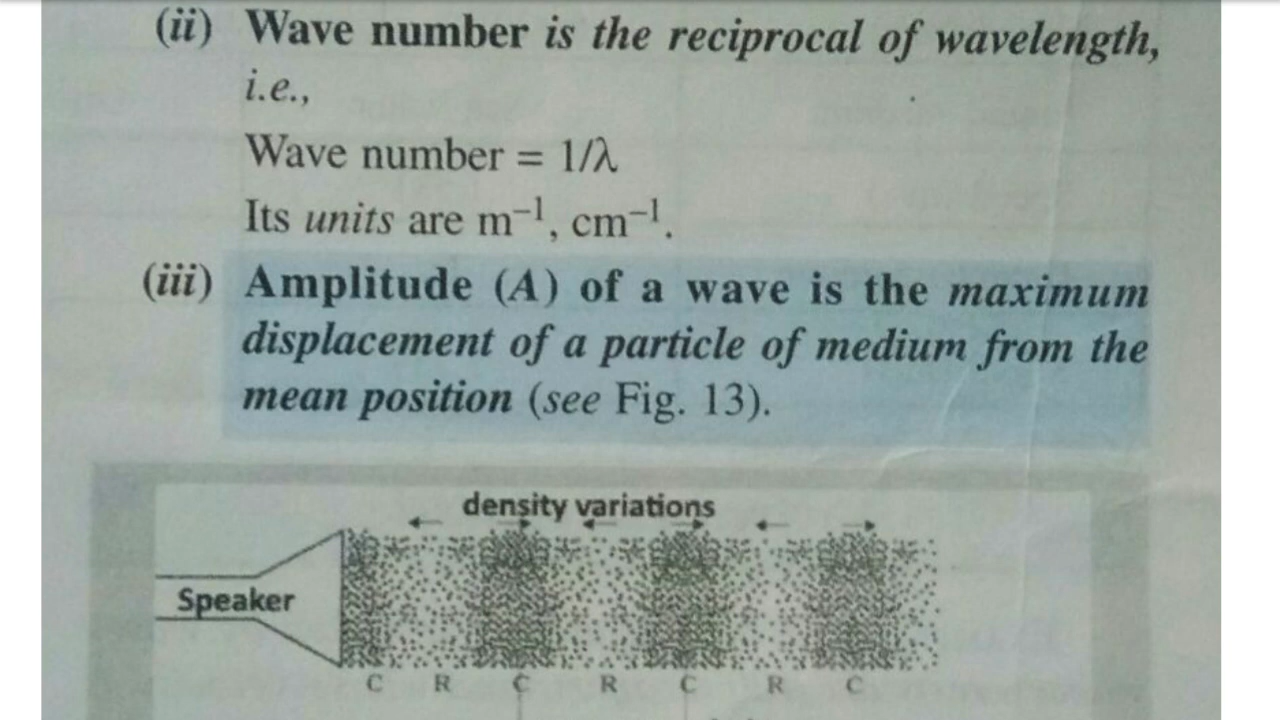 (ii) Wave number is the reciprocal of wavelength,
i.e.,
Wave number = 1/λ
Its units are m⁻¹, cm⁻¹.
(iii) Amplitude (A) of a wave is the maximum
displacement of a particle of medium from the
mean position (see Fig. 13).
density variations
Speaker
C R C R C R C